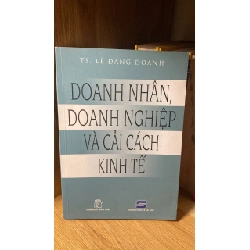 TS. LÊ ĐĂNG DOANH
DOANH NHÂN,
DOANH NGHIỆP
VÀ CẢI CÁCH
KINH TẾ